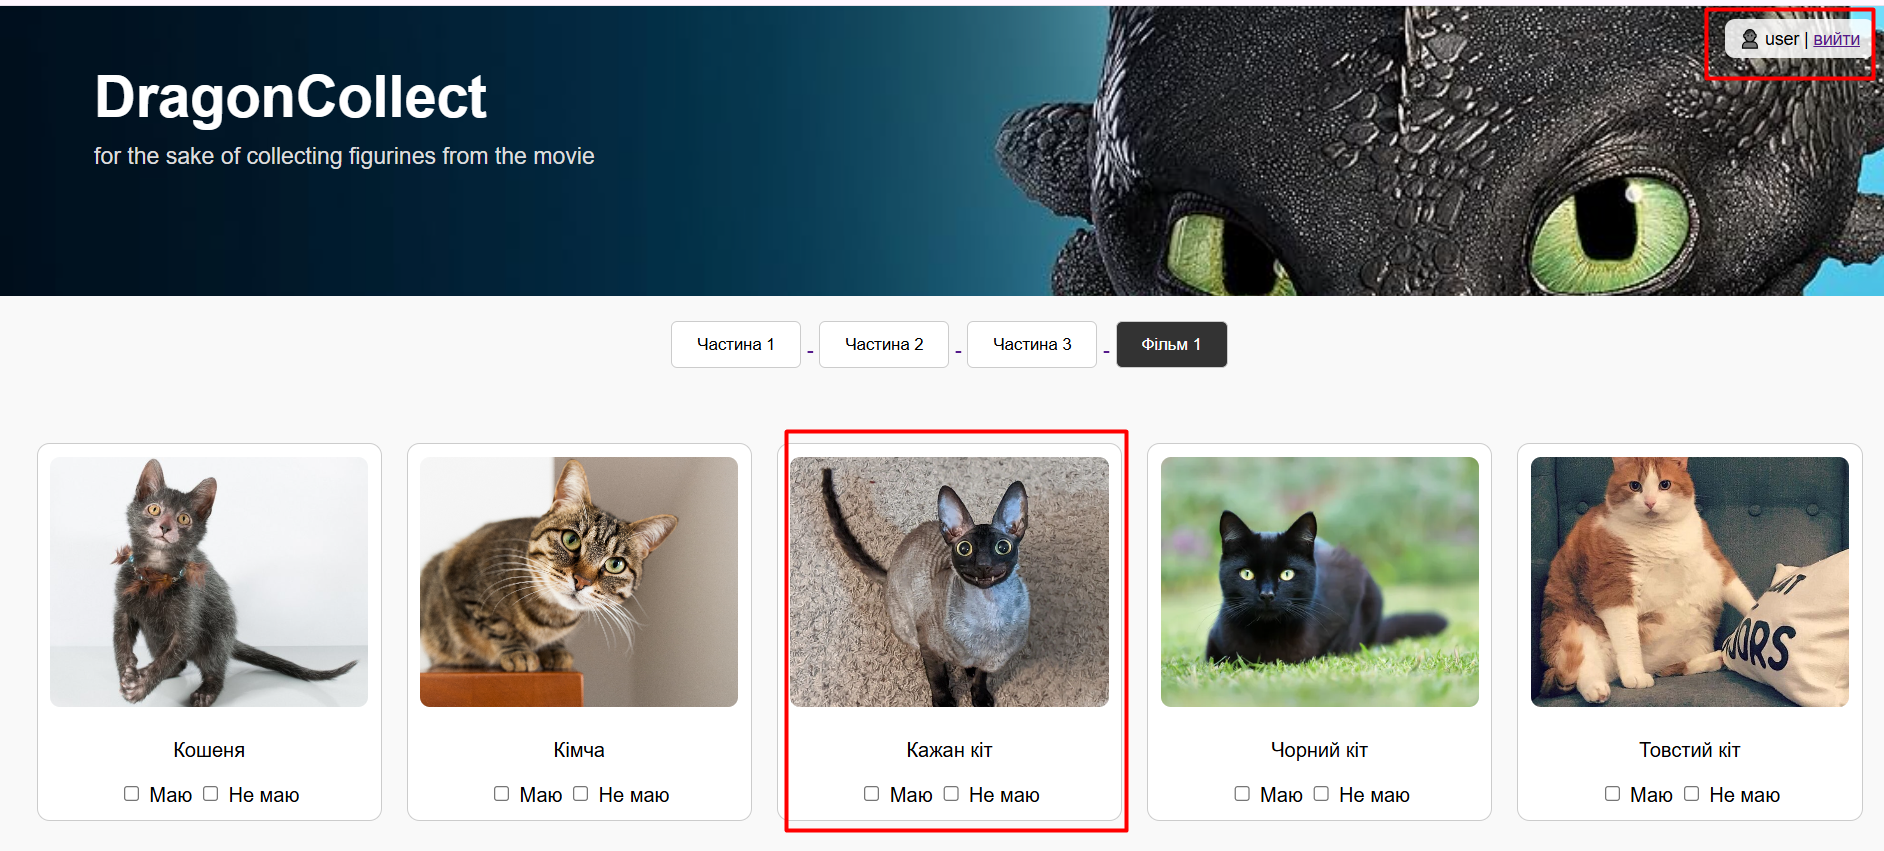 user | вийти
DragonCollect
for the sake of collecting figurines from the movie
Частина 1 - Частина 2 - Частина 3 - Фільм 1
OORS
Кошеня Кімча Кажан кіт Чорний кіт Товстий кіт
Маю Не маю Маю Не маю Маю Не маю Маю Не маю Маю Не маю